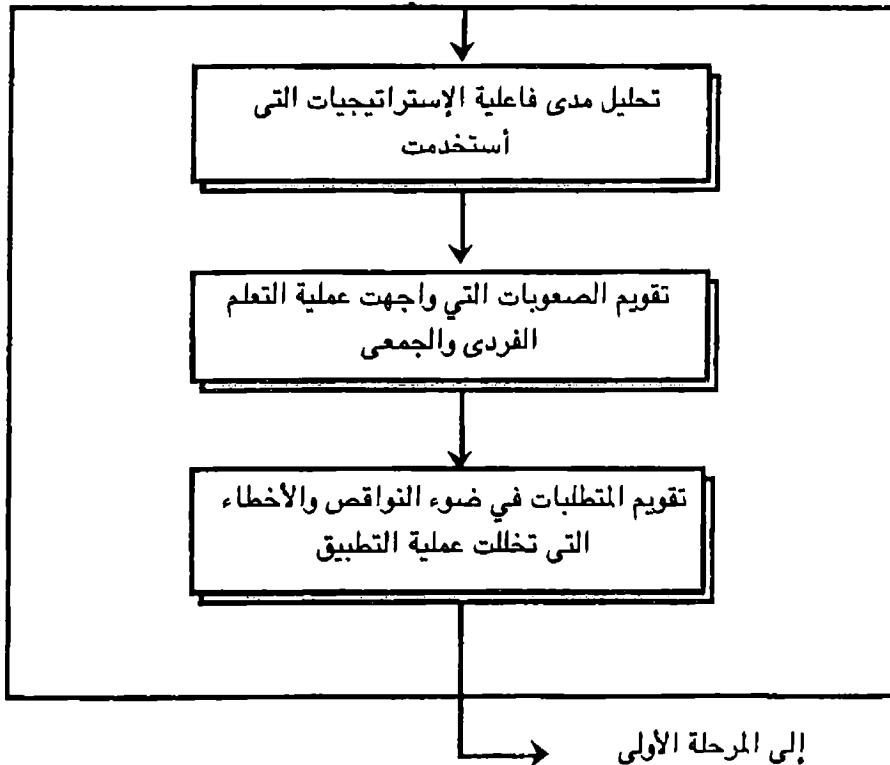 تحليل مدى فاعلية الإستراتيجيات التى
أستخدمت
تقويم الصعوبات التي واجهت عملية التعلم
الفردى والجمعى
تقويم المتطلبات في ضوء النواقص والأخطاء
التى تخللت عملية التطبيق
إلى المرحلة الأولى